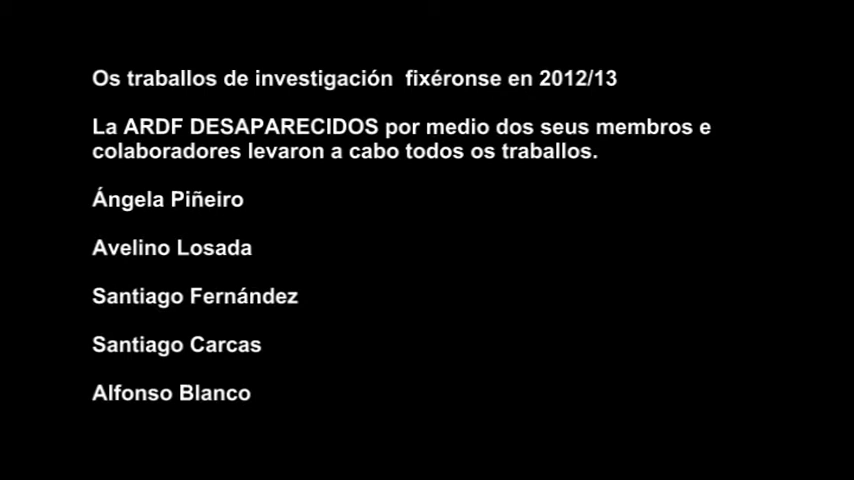 Os traballos de investigación  fixéronse en 2012/13
La ARDF DESAPARECIDOS por medio dos seus membros e
colaboradores levaron a cabo todos os traballos.
Ángela Piñeiro
Avelino Losada
Santiago Fernández
Santiago Carcas
Alfonso Blanco